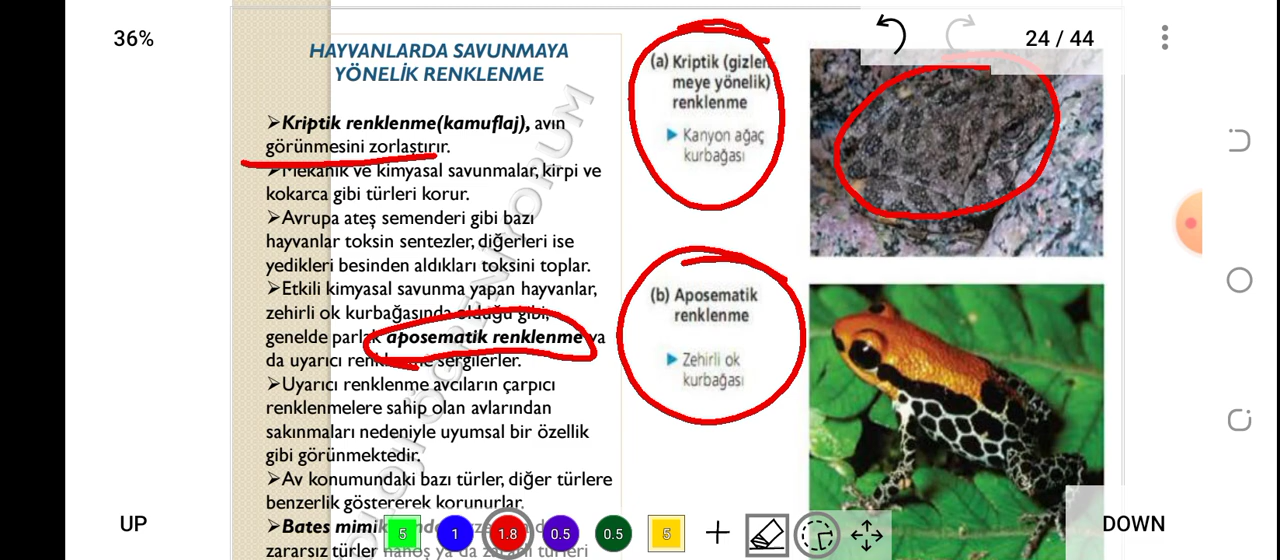 36%
24 / 44
HAYVANLARDA SAVUNMAYA
YÖNELİK RENKLENME
➢Kriptik renklenme(kamuflaj), avın
görünmesini zorlaştırır.
➢Mekanik ve kimyasal savunmalar, kirpi ve
kokarca gibi türleri korur.
➢Avrupa ateş semenderi gibi bazı
hayvanlar toksin sentezler, diğerleri ise
yedikleri besinden aldıkları toksini toplar.
➢Etkili kimyasal savunma yapan hayvanlar,
zehirli ok kurbağasında olduğu gibi,
genelde parlak aposematik renklenme ya
da uyarıcı renklenme sergilerler.
➢Uyarıcı renklenme avcıların çarpıcı
renklenmelere sahip olan avlarından
sakınmaları nedeniyle uyumsal bir özellik
gibi görünmektedir.
➢Av konumundaki bazı türler, diğer türlere
benzerlik göstererek korunurlar.
➢Bates
zararsız türler
(a) Kriptik (gizlen
meye yönelik)
renklenme
▶ Kanyon ağaç
kurbağası
(b) Aposematik
renklenme
▶ Zehirli ok
kurbağası
UP
5 1 1.8 0.5 0.5 5
DOWN